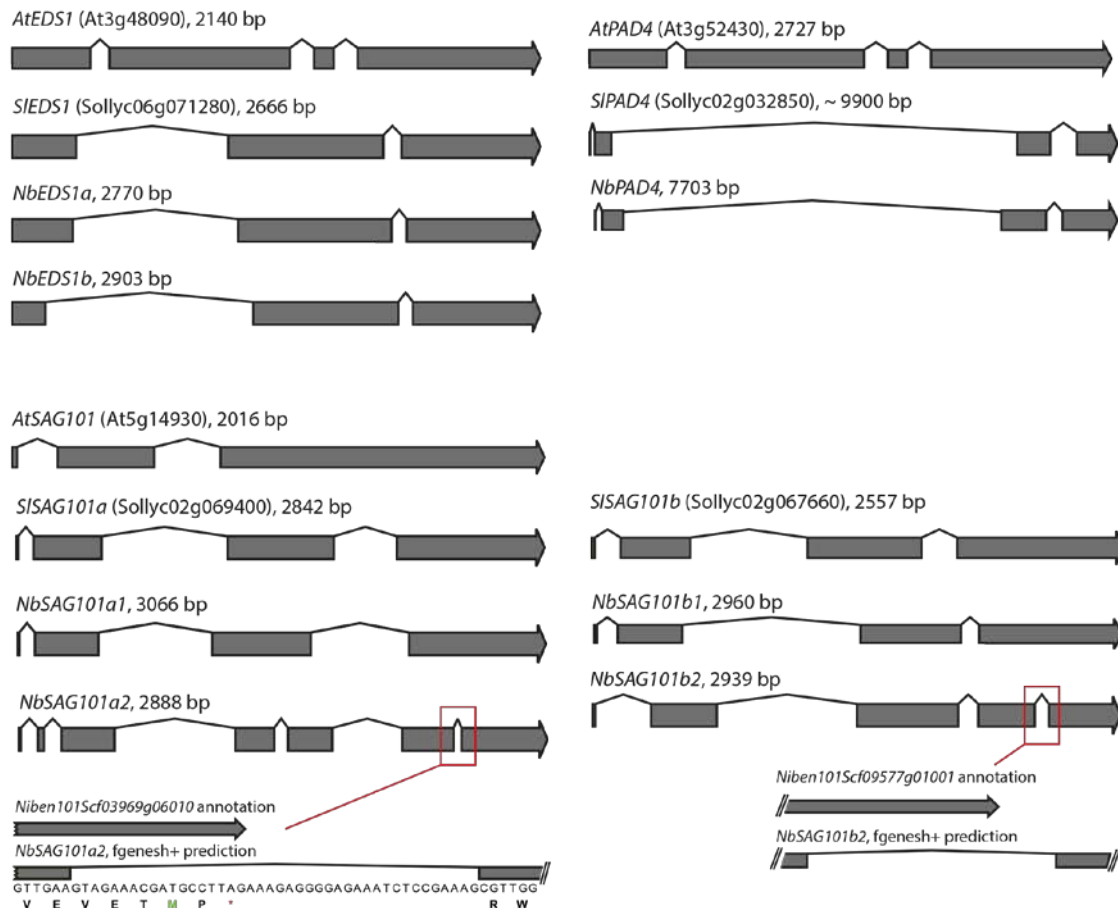 AtEDS1 (At3g48090), 2140 bp
SlEDS1 (Sollyc06g071280), 2666 bp
NbEDS1a, 2770 bp
NbEDS1b, 2903 bp
AtPAD4 (At3g52430), 2727 bp
SlPAD4 (Sollyc02g032850), ~ 9900 bp
NbPAD4, 7703 bp
AtSAG101 (At5g14930), 2016 bp
SlSAG101a (Sollyc02g069400), 2842 bp
NbSAG101a1, 3066 bp
NbSAG101a2, 2888 bp
Niben101Scf03969g06010 annotation
NbSAG101a2, fgenesh+ prediction
GTTGAAGTAGAAACGATGCCTTAGAAAGAGGGGAGAAATCTCCGAAAGCGTTGG
V E V E T M P * R W
SlSAG101b (Sollyc02g067660), 2557 bp
NbSAG101b1, 2960 bp
NbSAG101b2, 2939 bp
Niben101Scf09577g01001 annotation
NbSAG101b2, fgenesh+ prediction